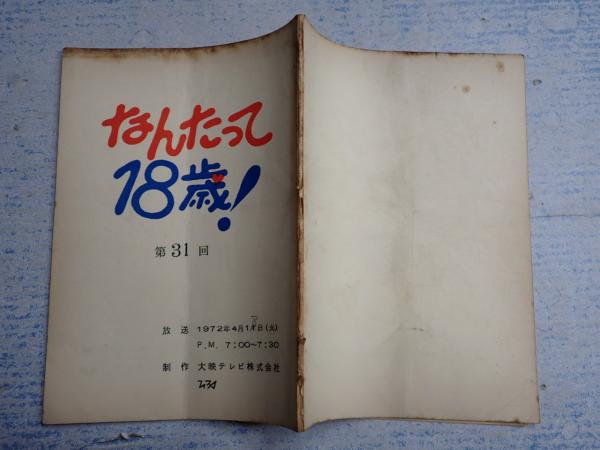 なんたって
18歳!
第31回
放送 1972年4月1日(火)
P.M. 7:00〜7:30
制作 大映テレビ株式会社